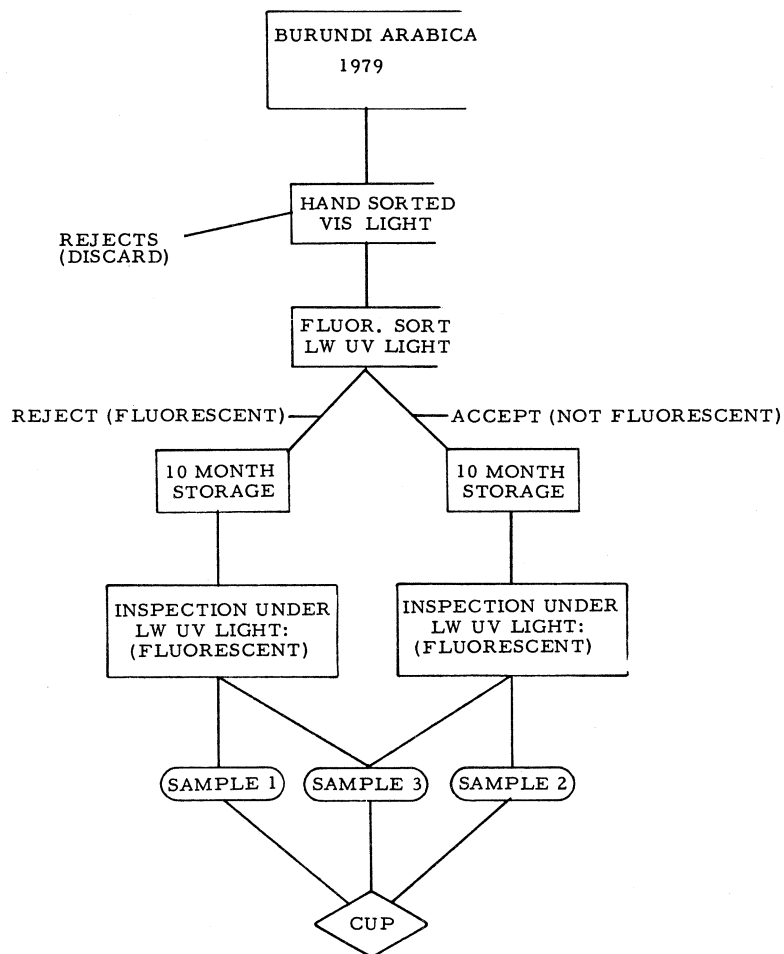 BURUNDI ARABICA
1979
HAND SORTED
VIS LIGHT
REJECTS
(DISCARD)
FLUOR. SORT
LW UV LIGHT
REJECT (FLUORESCENT)
ACCEPT (NOT FLUORESCENT)
10 MONTH
STORAGE
10 MONTH
STORAGE
INSPECTION UNDER
LW UV LIGHT:
(FLUORESCENT)
INSPECTION UNDER
LW UV LIGHT:
(FLUORESCENT)
SAMPLE 1
SAMPLE 3
SAMPLE 2
CUP